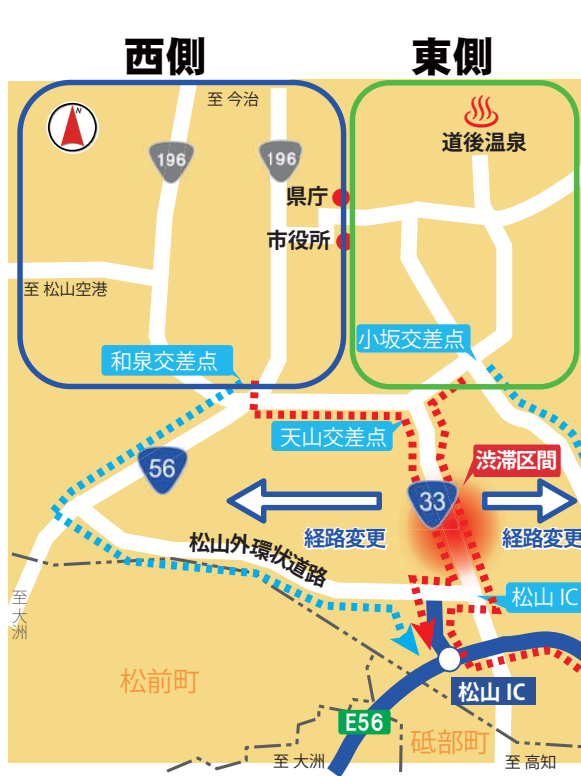 西側
東側
N
至 今治
道後温泉
196
196
県庁
市役所
至 松山空港
小坂交差点
和泉交差点
天山交差点
渋滞区間
56
33
経路変更
経路変更
松山外環状道路
松山 IC
至大洲
松前町
松山 IC
E56
砥部町
至 大洲
至 高知